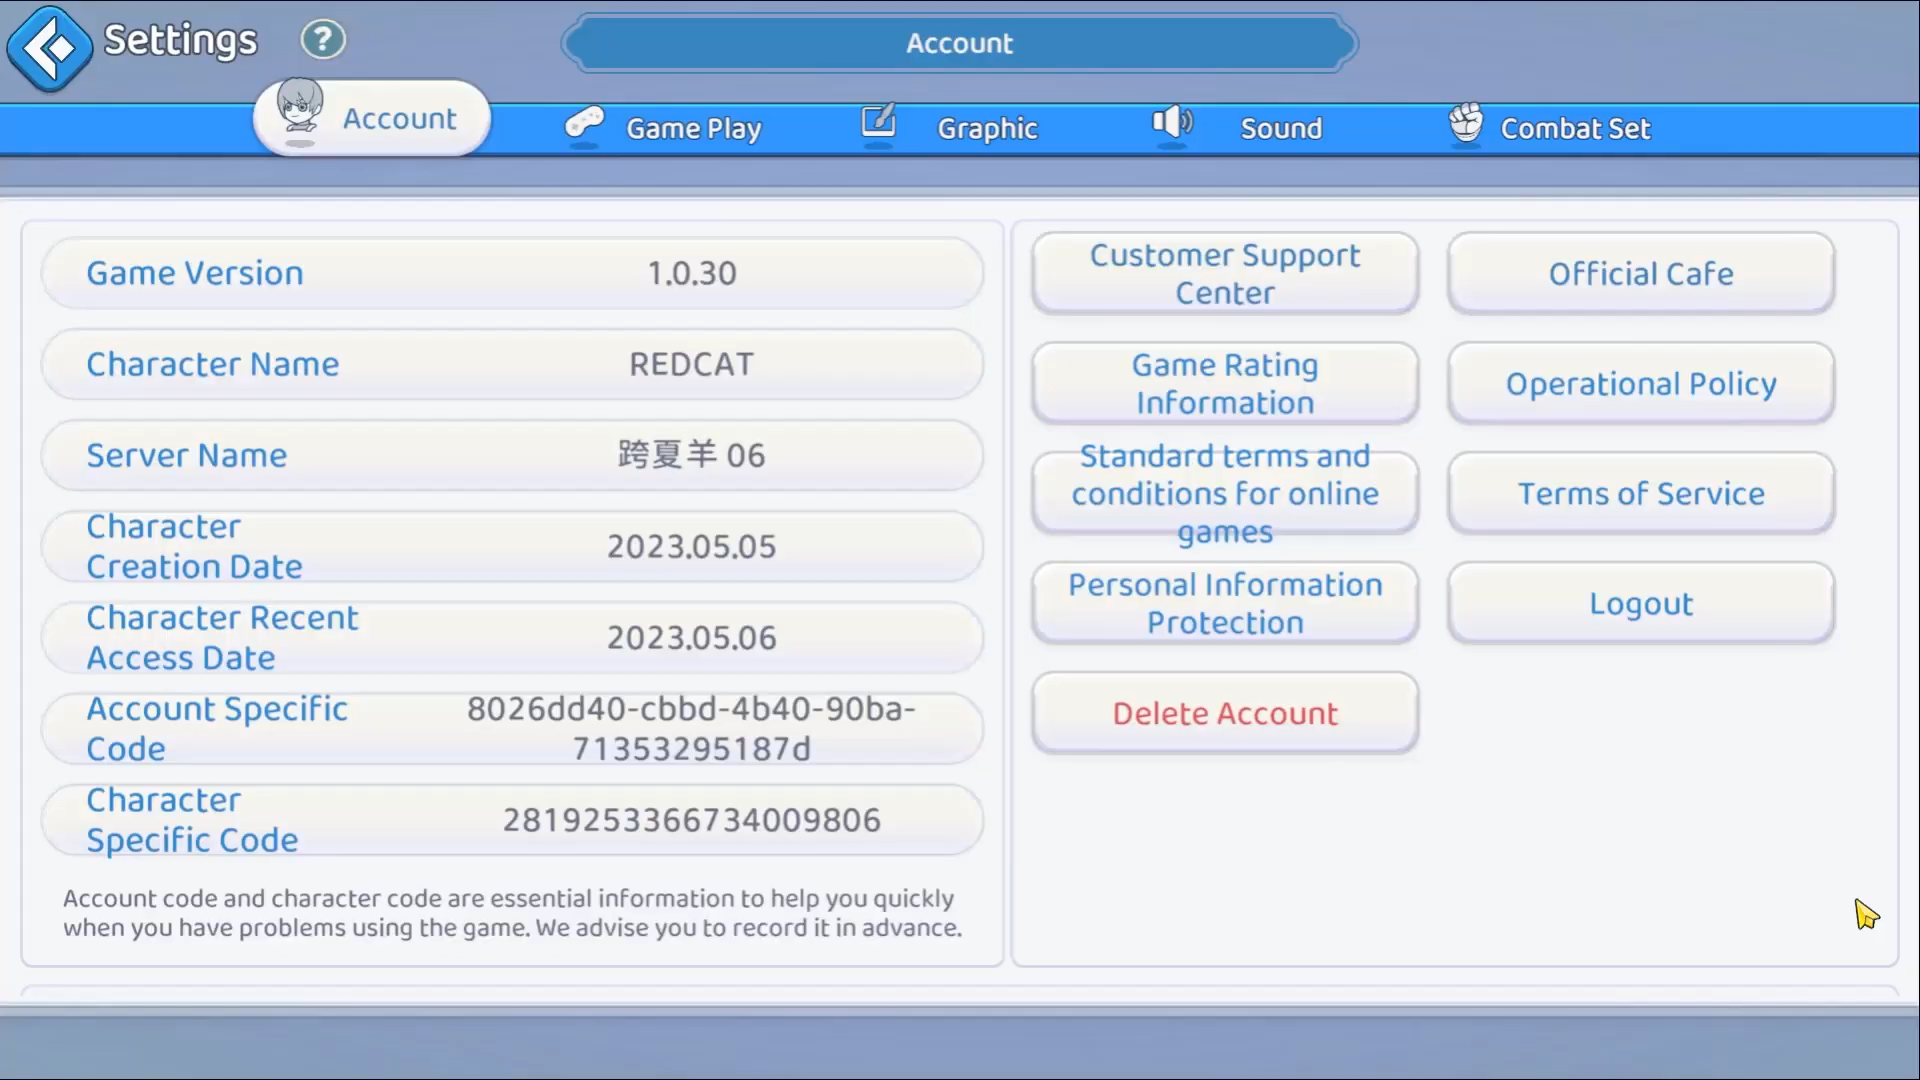 Settings
?
Account
Account
Game Play
Graphic
Sound
Combat Set
Game Version
1.0.30
Character Name
REDCAT
Server Name
跨夏羊 06
Character
Creation Date
2023.05.05
Character Recent
Access Date
2023.05.06
Account Specific
Code
8026dd40-cbbd-4b40-90ba-
71353295187d
Character
Specific Code
2819253366734009806
Account code and character code are essential information to help you quickly
when you have problems using the game. We advise you to record it in advance.
Customer Support
Center
Official Cafe
Game Rating
Information
Operational Policy
Standard terms and
conditions for online
games
Terms of Service
Personal Information
Protection
Logout
Delete Account